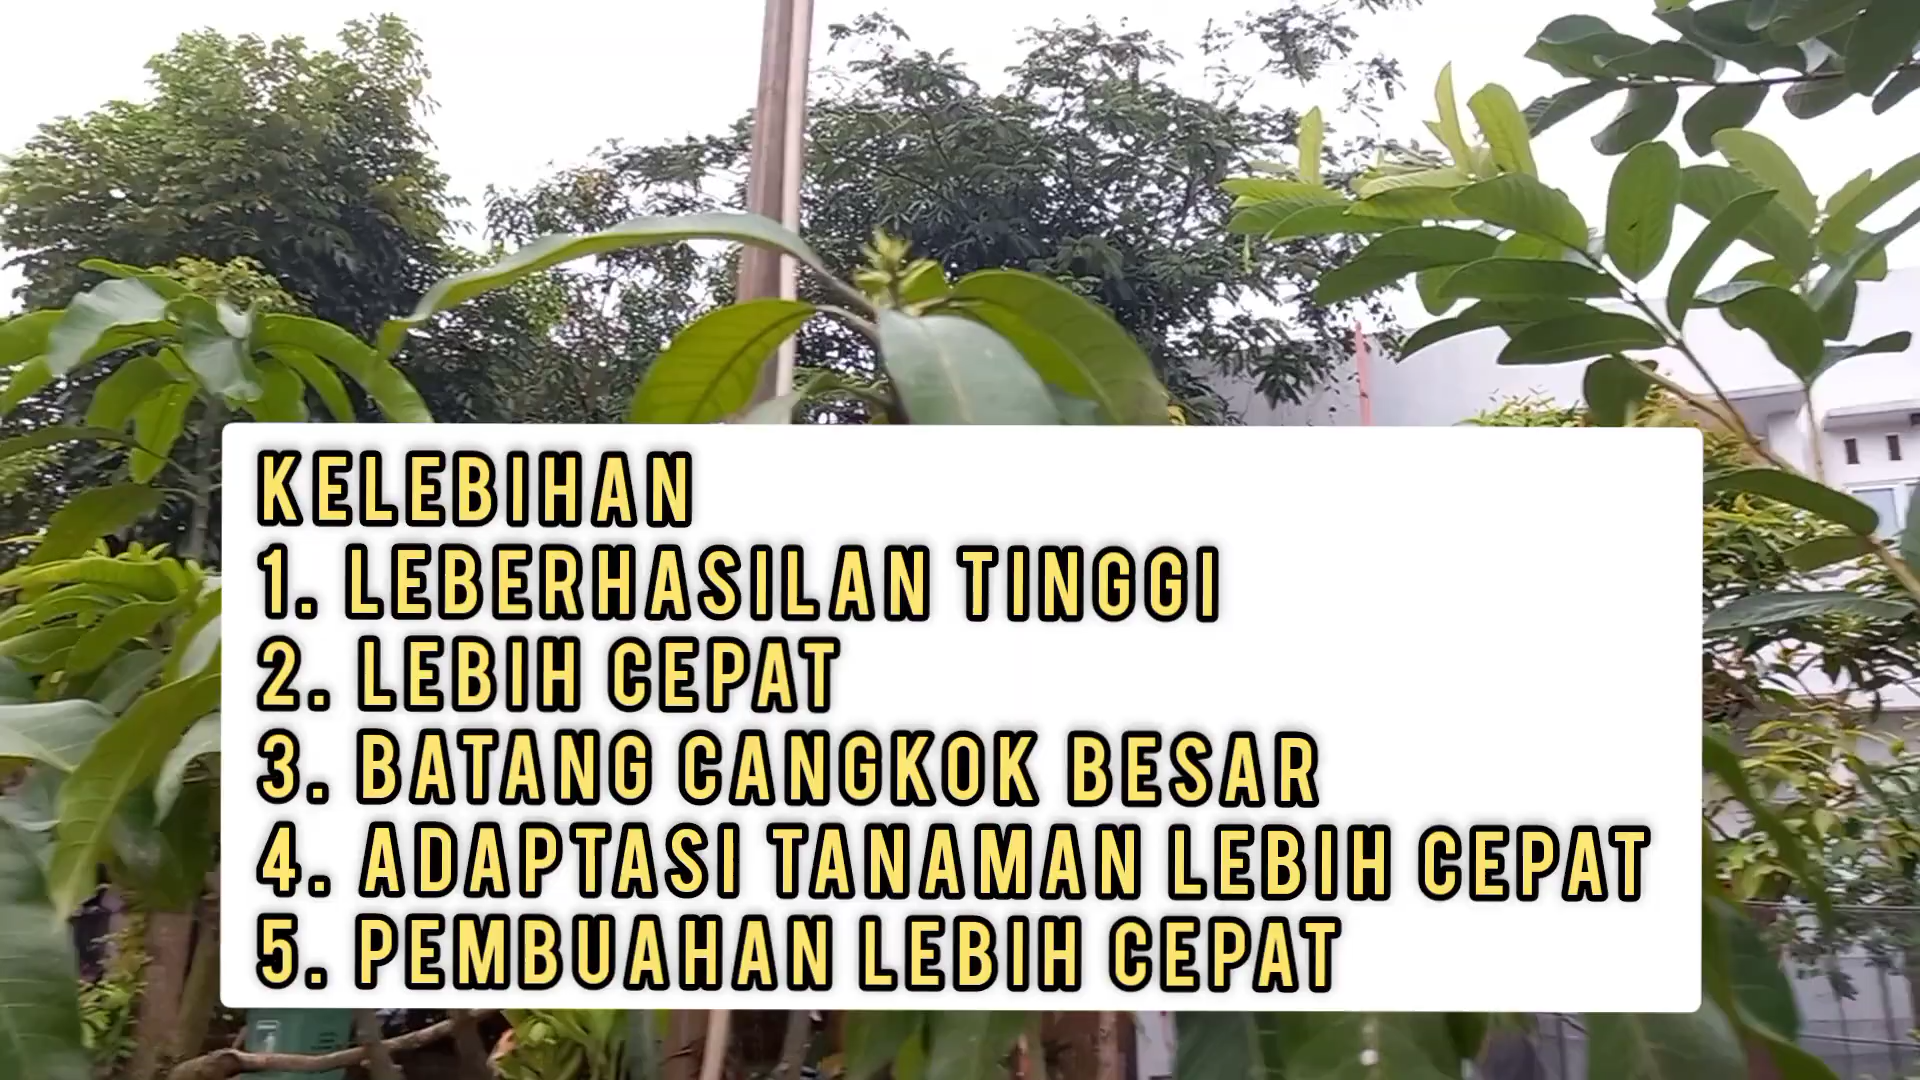 KELEBIHAN
1. LEBERHASILAN TINGGI
2. LEBIH CEPAT
3. BATANG CANGKOK BESAR
4. ADAPTASI TANAMAN LEBIH CEPAT
5. PEMBUAHAN LEBIH CEPAT